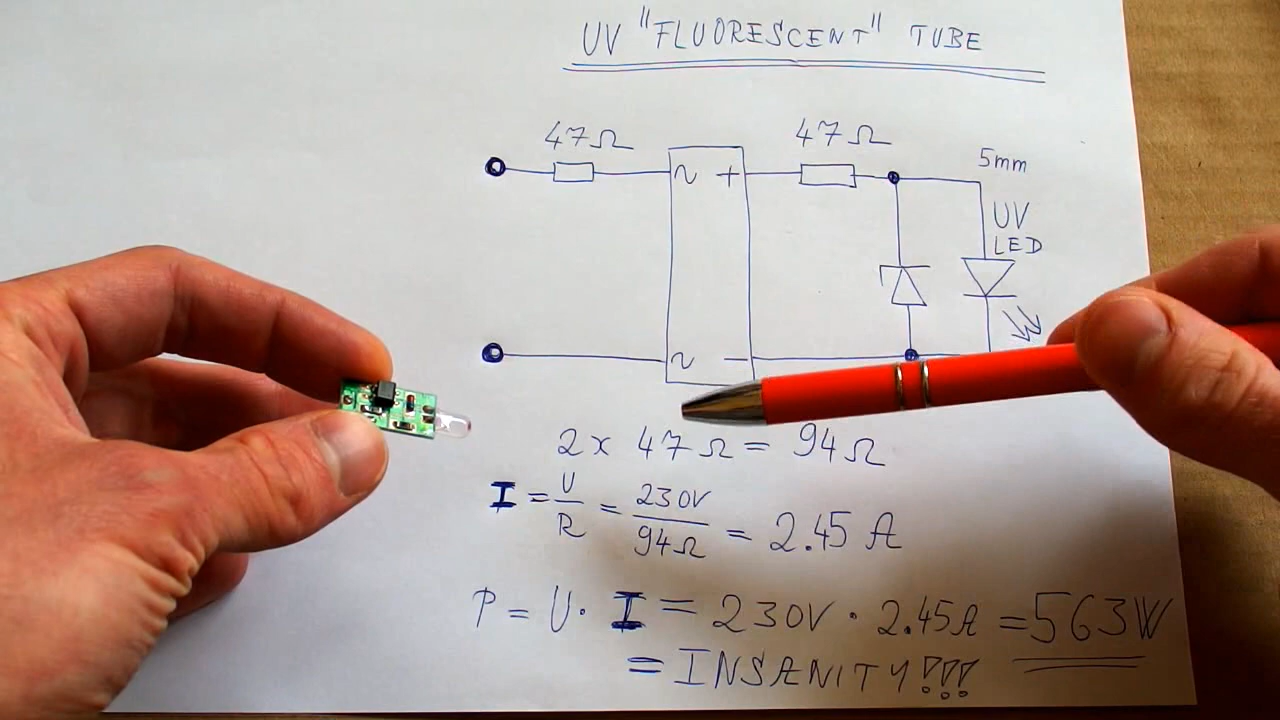 UV "FLUORESCENT" TUBE
47Ω 47Ω
5mm
UV
LED
~ +
~ −
2 x 47Ω = 94Ω
I = U/R = 230V/94Ω = 2.45 A
P = U · I = 230V · 2.45A = 563W
= INSANITY!!!